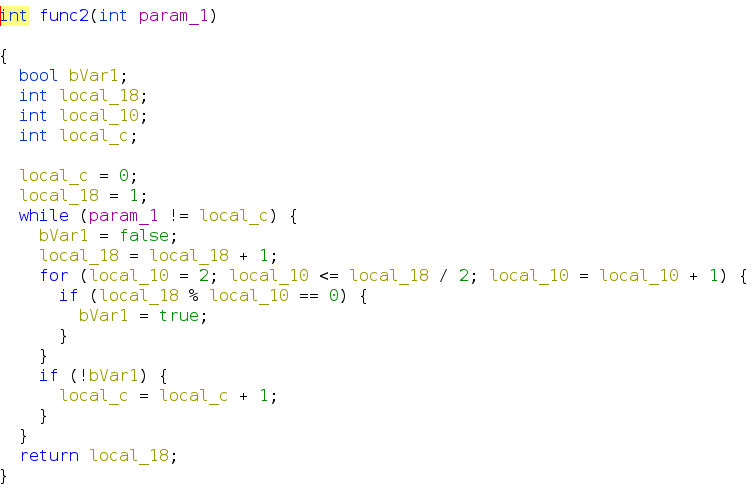 int func2(int param_1)
{
  bool bVar1;
  int local_18;
  int local_10;
  int local_c;
  local_c = 0;
  local_18 = 1;
  while (param_1 != local_c) {
    bVar1 = false;
    local_18 = local_18 + 1;
    for (local_10 = 2; local_10 <= local_18 / 2; local_10 = local_10 + 1) {
      if (local_18 % local_10 == 0) {
        bVar1 = true;
      }
    }
    if (!bVar1) {
      local_c = local_c + 1;
    }
  }
  return local_18;
}